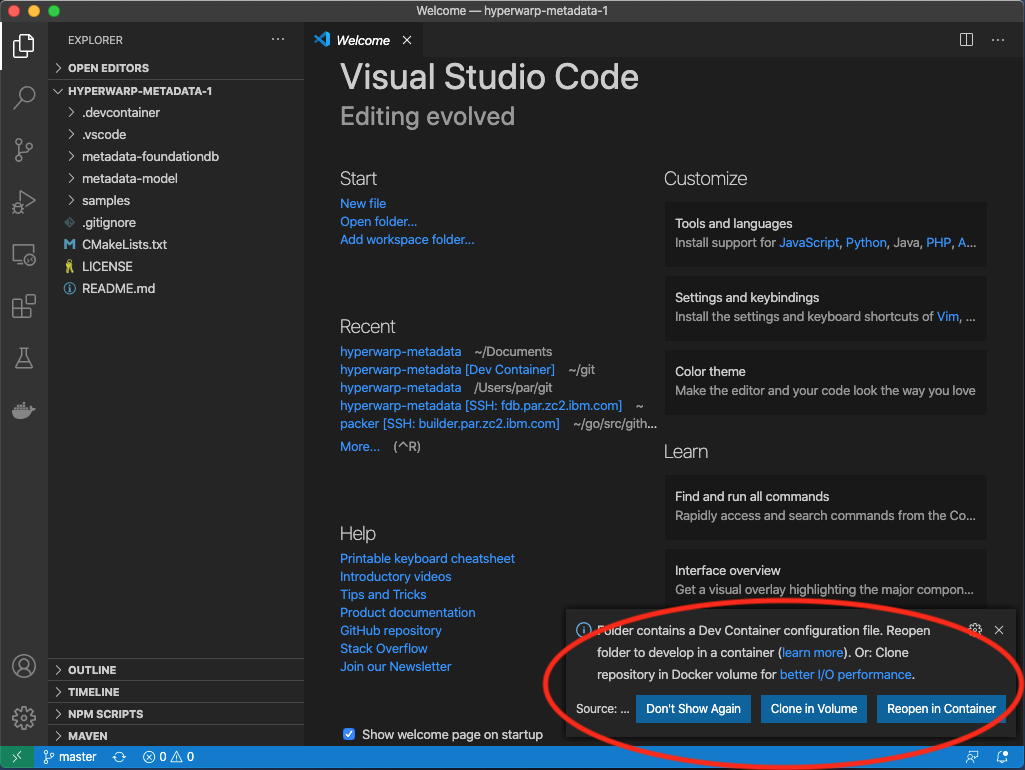 Welcome — hyperwarp-metadata-1
EXPLORER
OPEN EDITORS
HYPERWARP-METADATA-1
.devcontainer
.vscode
metadata-foundationdb
metadata-model
samples
.gitignore
CMakeLists.txt
LICENSE
README.md
OUTLINE
TIMELINE
NPM SCRIPTS
MAVEN
Welcome
Visual Studio Code
Editing evolved
Start
New file
Open folder...
Add workspace folder...
Recent
hyperwarp-metadata ~/Documents
hyperwarp-metadata [Dev Container] ~/git
hyperwarp-metadata /Users/par/git
hyperwarp-metadata [SSH: fdb.par.zc2.ibm.com] ~
packer [SSH: builder.par.zc2.ibm.com] ~/go/src/gith...
More... (^R)
Help
Printable keyboard cheatsheet
Introductory videos
Tips and Tricks
Product documentation
GitHub repository
Stack Overflow
Join our Newsletter
Show welcome page on startup
Customize
Tools and languages
Install support for JavaScript, Python, Java, PHP, A...
Settings and keybindings
Install the settings and keyboard shortcuts of Vim, ...
Color theme
Make the editor and your code look the way you love
Learn
Find and run all commands
Rapidly access and search commands from the Co...
Interface overview
Get a visual overlay highlighting the major compon...
Folder contains a Dev Container configuration file. Reopen
folder to develop in a container (learn more). Or: Clone
repository in Docker volume for better I/O performance.
Source: ...
Don't Show Again
Clone in Volume
Reopen in Container
master
0
0